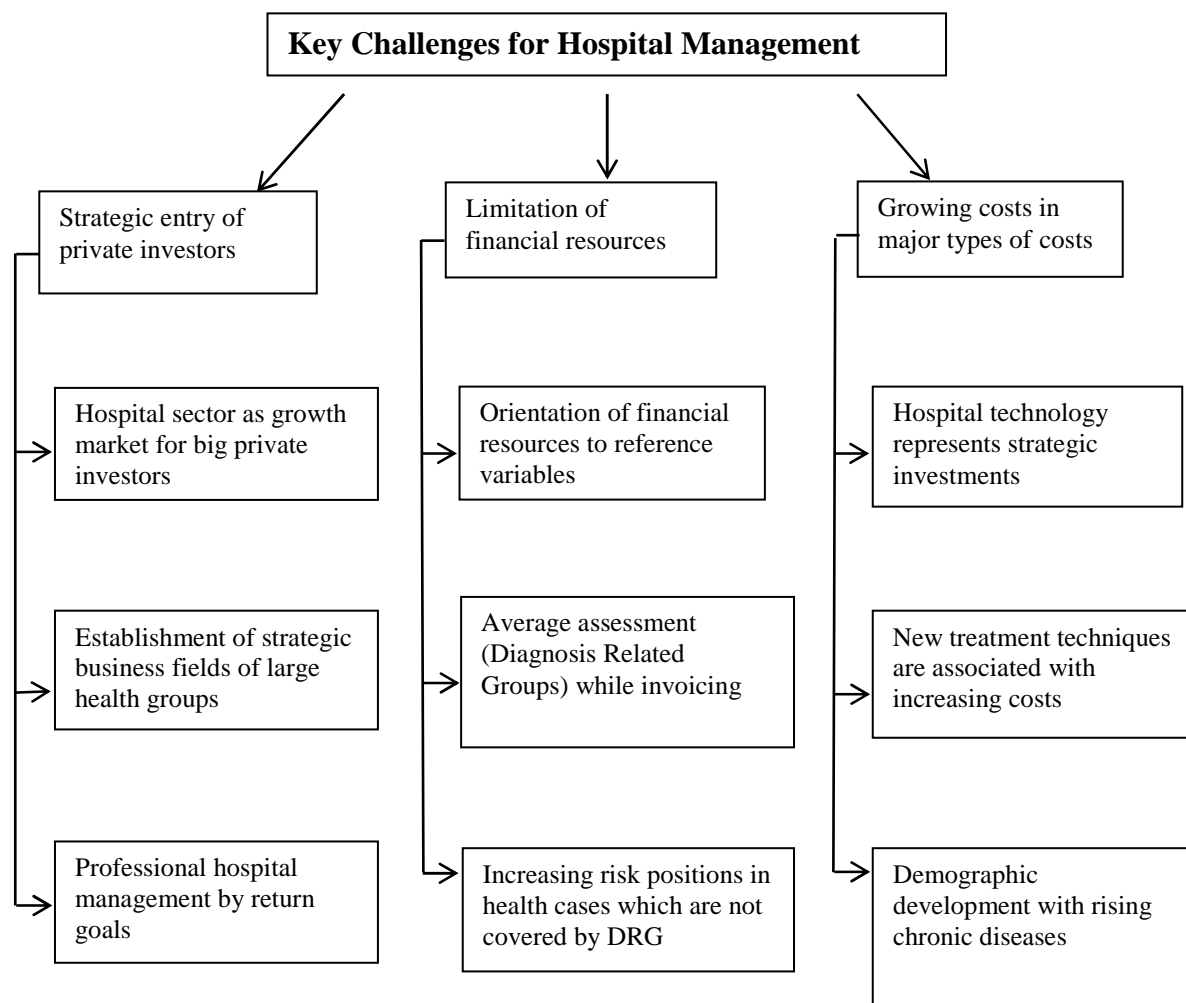 Key Challenges for Hospital Management
Strategic entry of
private investors
Limitation of
financial resources
Growing costs in
major types of costs
Hospital sector as growth
market for big private
investors
Orientation of financial
resources to reference
variables
Hospital technology
represents strategic
investments
Establishment of strategic
business fields of large
health groups
Average assessment
(Diagnosis Related
Groups) while invoicing
New treatment techniques
are associated with
increasing costs
Professional hospital
management by return
goals
Increasing risk positions in
health cases which are not
covered by DRG
Demographic
development with rising
chronic diseases